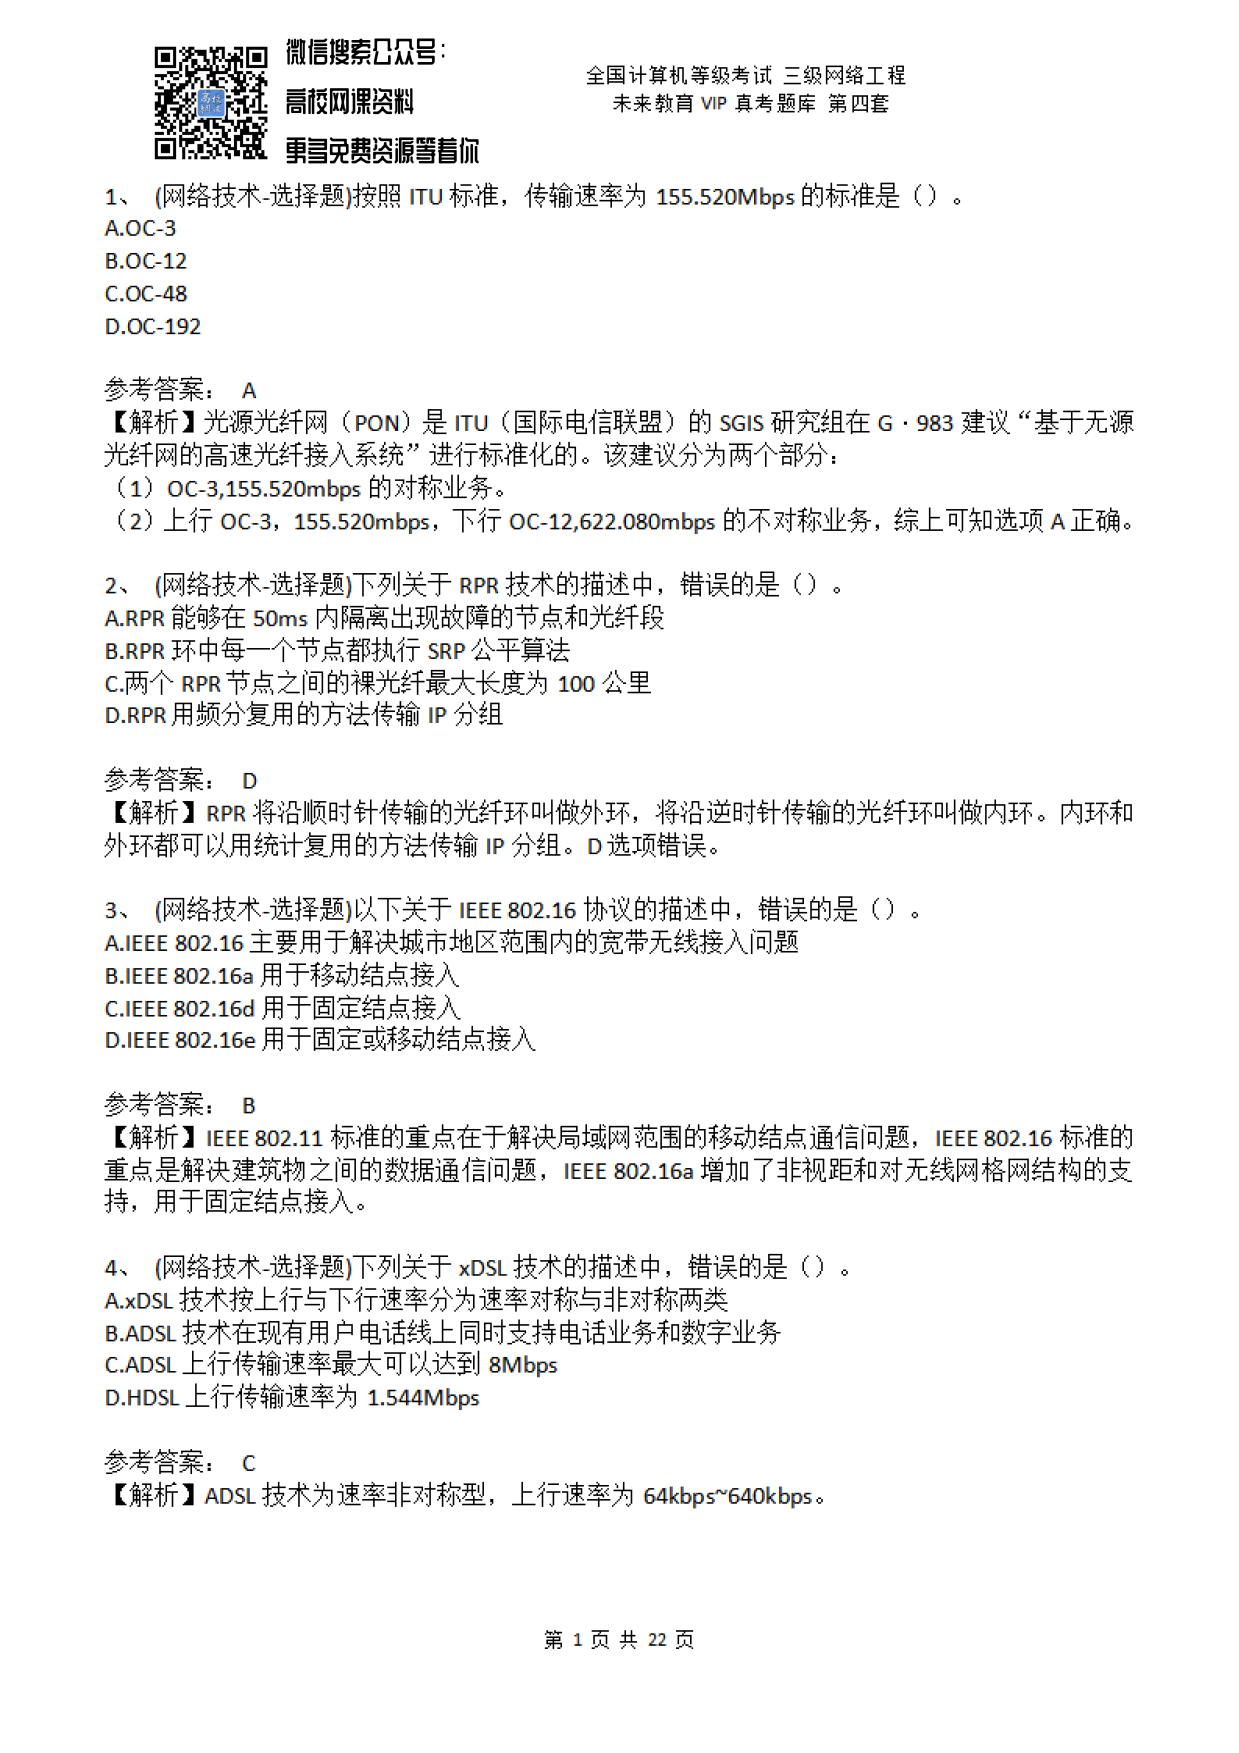 微信搜索公众号：
高校网课资料
更多免费资源等着你
全国计算机等级考试 三级网络工程
未来教育 VIP 真考题库 第四套
1、 (网络技术-选择题)按照 ITU 标准，传输速率为 155.520Mbps 的标准是（）。
A.OC-3
B.OC-12
C.OC-48
D.OC-192
参考答案： A
【解析】光源光纤网（PON）是 ITU（国际电信联盟）的 SGIS 研究组在 G·983 建议“基于无源
光纤网的高速光纤接入系统”进行标准化的。该建议分为两个部分：
（1）OC-3,155.520mbps 的对称业务。
（2）上行 OC-3，155.520mbps，下行 OC-12,622.080mbps 的不对称业务，综上可知选项 A 正确。
2、 (网络技术-选择题)下列关于 RPR 技术的描述中，错误的是（）。
A.RPR 能够在 50ms 内隔离出现故障的节点和光纤段
B.RPR 环中每一个节点都执行 SRP 公平算法
C.两个 RPR 节点之间的裸光纤最大长度为 100 公里
D.RPR 用频分复用的方法传输 IP 分组
参考答案： D
【解析】RPR 将沿顺时针传输的光纤环叫做外环，将沿逆时针传输的光纤环叫做内环。内环和
外环都可以用统计复用的方法传输 IP 分组。D 选项错误。
3、 (网络技术-选择题)以下关于 IEEE 802.16 协议的描述中，错误的是（）。
A.IEEE 802.16 主要用于解决城市地区范围内的宽带无线接入问题
B.IEEE 802.16a 用于移动结点接入
C.IEEE 802.16d 用于固定结点接入
D.IEEE 802.16e 用于固定或移动结点接入
参考答案： B
【解析】IEEE 802.11 标准的重点在于解决局域网范围的移动结点通信问题，IEEE 802.16 标准的
重点是解决建筑物之间的数据通信问题，IEEE 802.16a 增加了非视距和对无线网格网结构的支
持，用于固定结点接入。
4、 (网络技术-选择题)下列关于 xDSL 技术的描述中，错误的是（）。
A.xDSL 技术按上行与下行速率分为速率对称与非对称两类
B.ADSL 技术在现有用户电话线上同时支持电话业务和数字业务
C.ADSL 上行传输速率最大可以达到 8Mbps
D.HDSL 上行传输速率为 1.544Mbps
参考答案： C
【解析】ADSL 技术为速率非对称型，上行速率为 64kbps~640kbps。
第 1 页 共 22 页